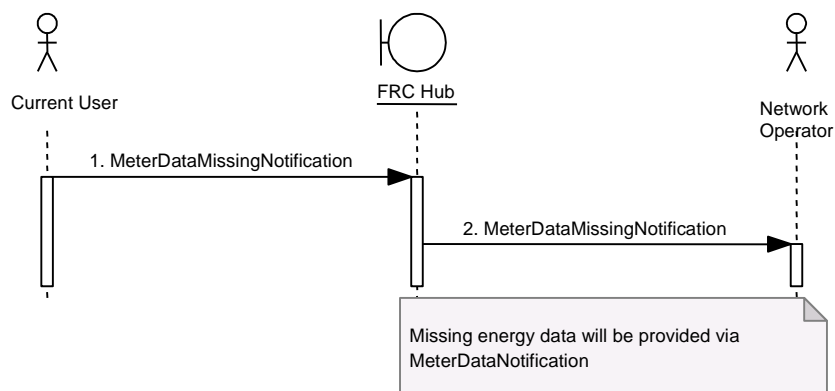 Current User
FRC Hub
Network
Operator
1. MeterDataMissingNotification
2. MeterDataMissingNotification
Missing energy data will be provided via
MeterDataNotification